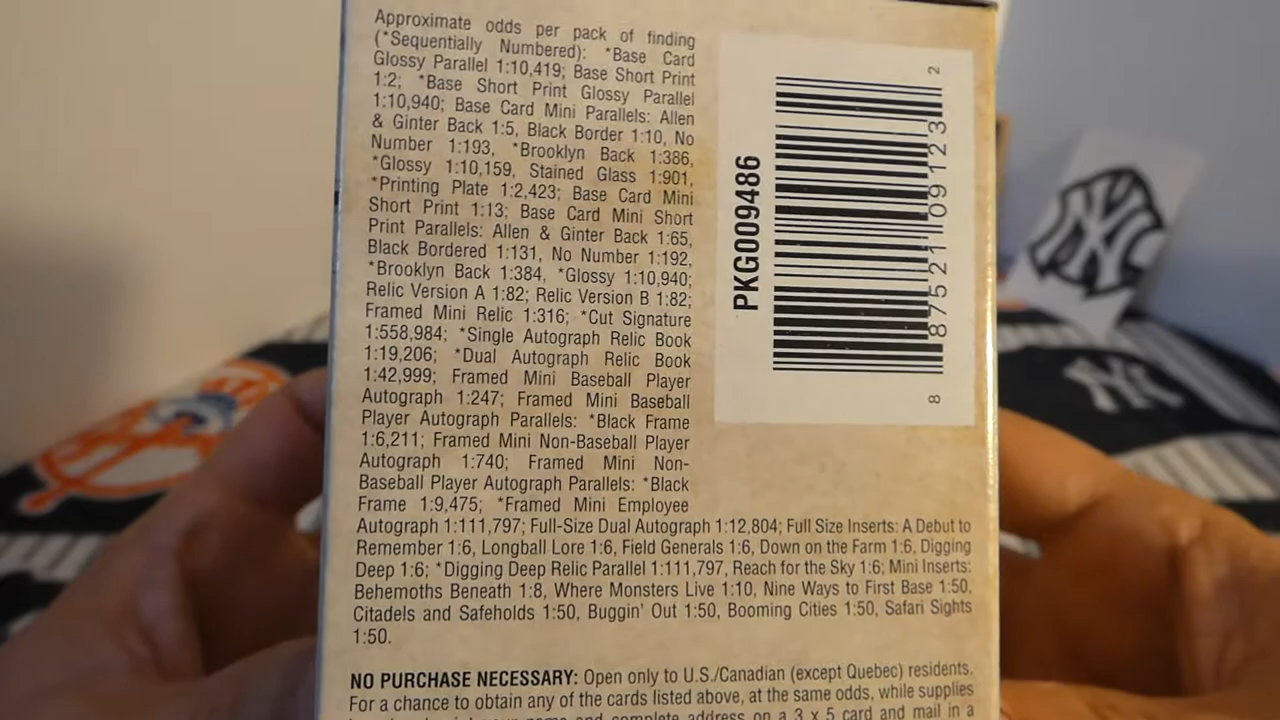 Approximate odds per pack of finding
(*Sequentially Numbered): *Base Card
Glossy Parallel 1:10,419; Base Short Print
1:2; *Base Short Print Glossy Parallel
1:10,940; Base Card Mini Parallels: Allen
& Ginter Back 1:5, Black Border 1:10, No
Number 1:193, *Brooklyn Back 1:386,
*Glossy 1:10,159, Stained Glass 1:901,
*Printing Plate 1:2,423; Base Card Mini
Short Print 1:13; Base Card Mini Short
Print Parallels: Allen & Ginter Back 1:65,
Black Bordered 1:131, No Number 1:192,
*Brooklyn Back 1:384, *Glossy 1:10,940;
Relic Version A 1:82; Relic Version B 1:82;
Framed Mini Relic 1:316; *Cut Signature
1:558,984; *Single Autograph Relic Book
1:19,206; *Dual Autograph Relic Book
1:42,999; Framed Mini Baseball Player
Autograph 1:247; Framed Mini Baseball
Player Autograph Parallels: *Black Frame
1:6,211; Framed Mini Non-Baseball Player
Autograph 1:740; Framed Mini Non-
Baseball Player Autograph Parallels: *Black
Frame 1:9,475; *Framed Mini Employee
Autograph 1:111,797; Full-Size Dual Autograph 1:12,804; Full Size Inserts: A Debut to
Remember 1:6, Longball Lore 1:6, Field Generals 1:6, Down on the Farm 1:6, Digging
Deep 1:6; *Digging Deep Relic Parallel 1:111,797, Reach for the Sky 1:6; Mini Inserts:
Behemoths Beneath 1:8, Where Monsters Live 1:10, Nine Ways to First Base 1:50,
Citadels and Safeholds 1:50, Buggin' Out 1:50, Booming Cities 1:50, Safari Sights
1:50.
NO PURCHASE NECESSARY: Open only to U.S./Canadian (except Quebec) residents.
For a chance to obtain any of the cards listed above, at the same odds, while supplies
name and complete address on a 3 x 5 card and mail in a
PKG009486
8 87521 09123 2
NY
NY